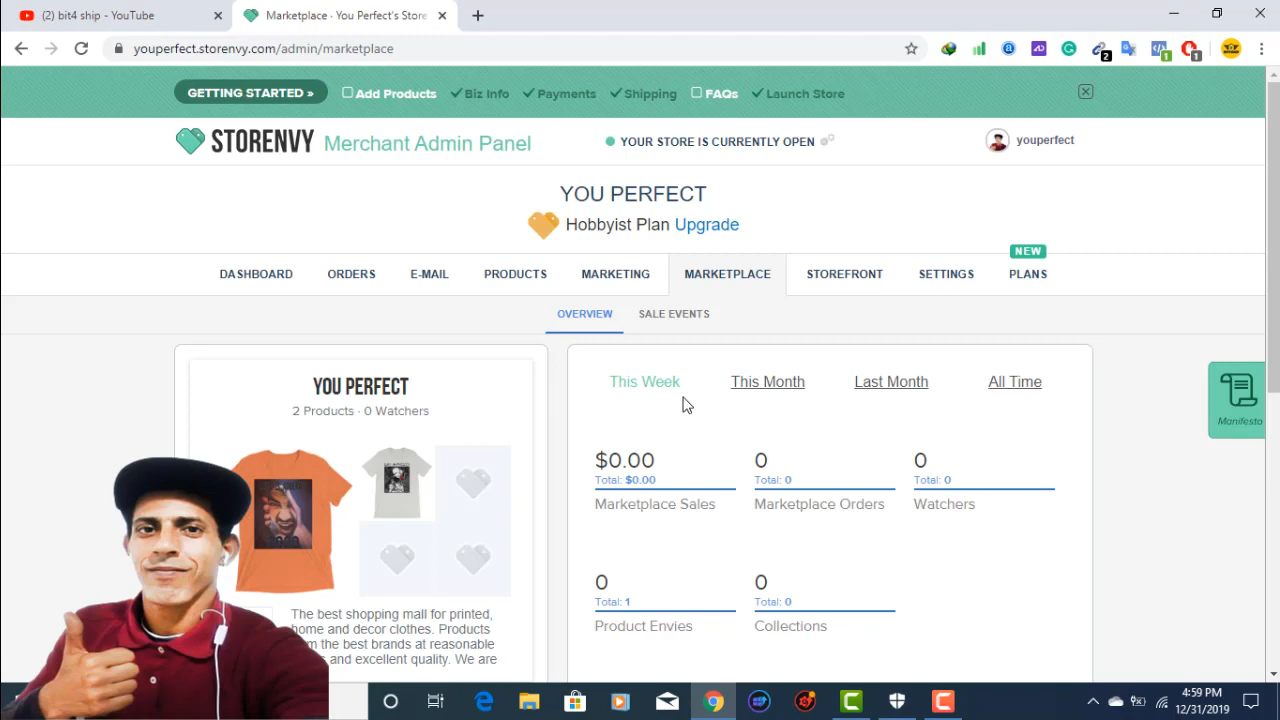 (2) bit4 ship - YouTube
Marketplace · You Perfect's Store
youperfect.storenvy.com/admin/marketplace
2
1
1
GETTING STARTED »
Add Products
Biz Info
Payments
Shipping
FAQs
Launch Store
STORENVY Merchant Admin Panel
YOUR STORE IS CURRENTLY OPEN
youperfect
YOU PERFECT
Hobbyist Plan Upgrade
NEW
DASHBOARD
ORDERS
E-MAIL
PRODUCTS
MARKETING
MARKETPLACE
STOREFRONT
SETTINGS
PLANS
OVERVIEW
SALE EVENTS
YOU PERFECT
2 Products · 0 Watchers
The best shopping mall for printed,
home and decor clothes. Products
from the best brands at reasonable
and excellent quality. We are
This Week
This Month
Last Month
All Time
$0.00
Total: $0.00
Marketplace Sales
0
Total: 0
Marketplace Orders
0
Total: 0
Watchers
0
Total: 1
Product Envies
0
Total: 0
Collections
Manifesto
4:59 PM
12/31/2019